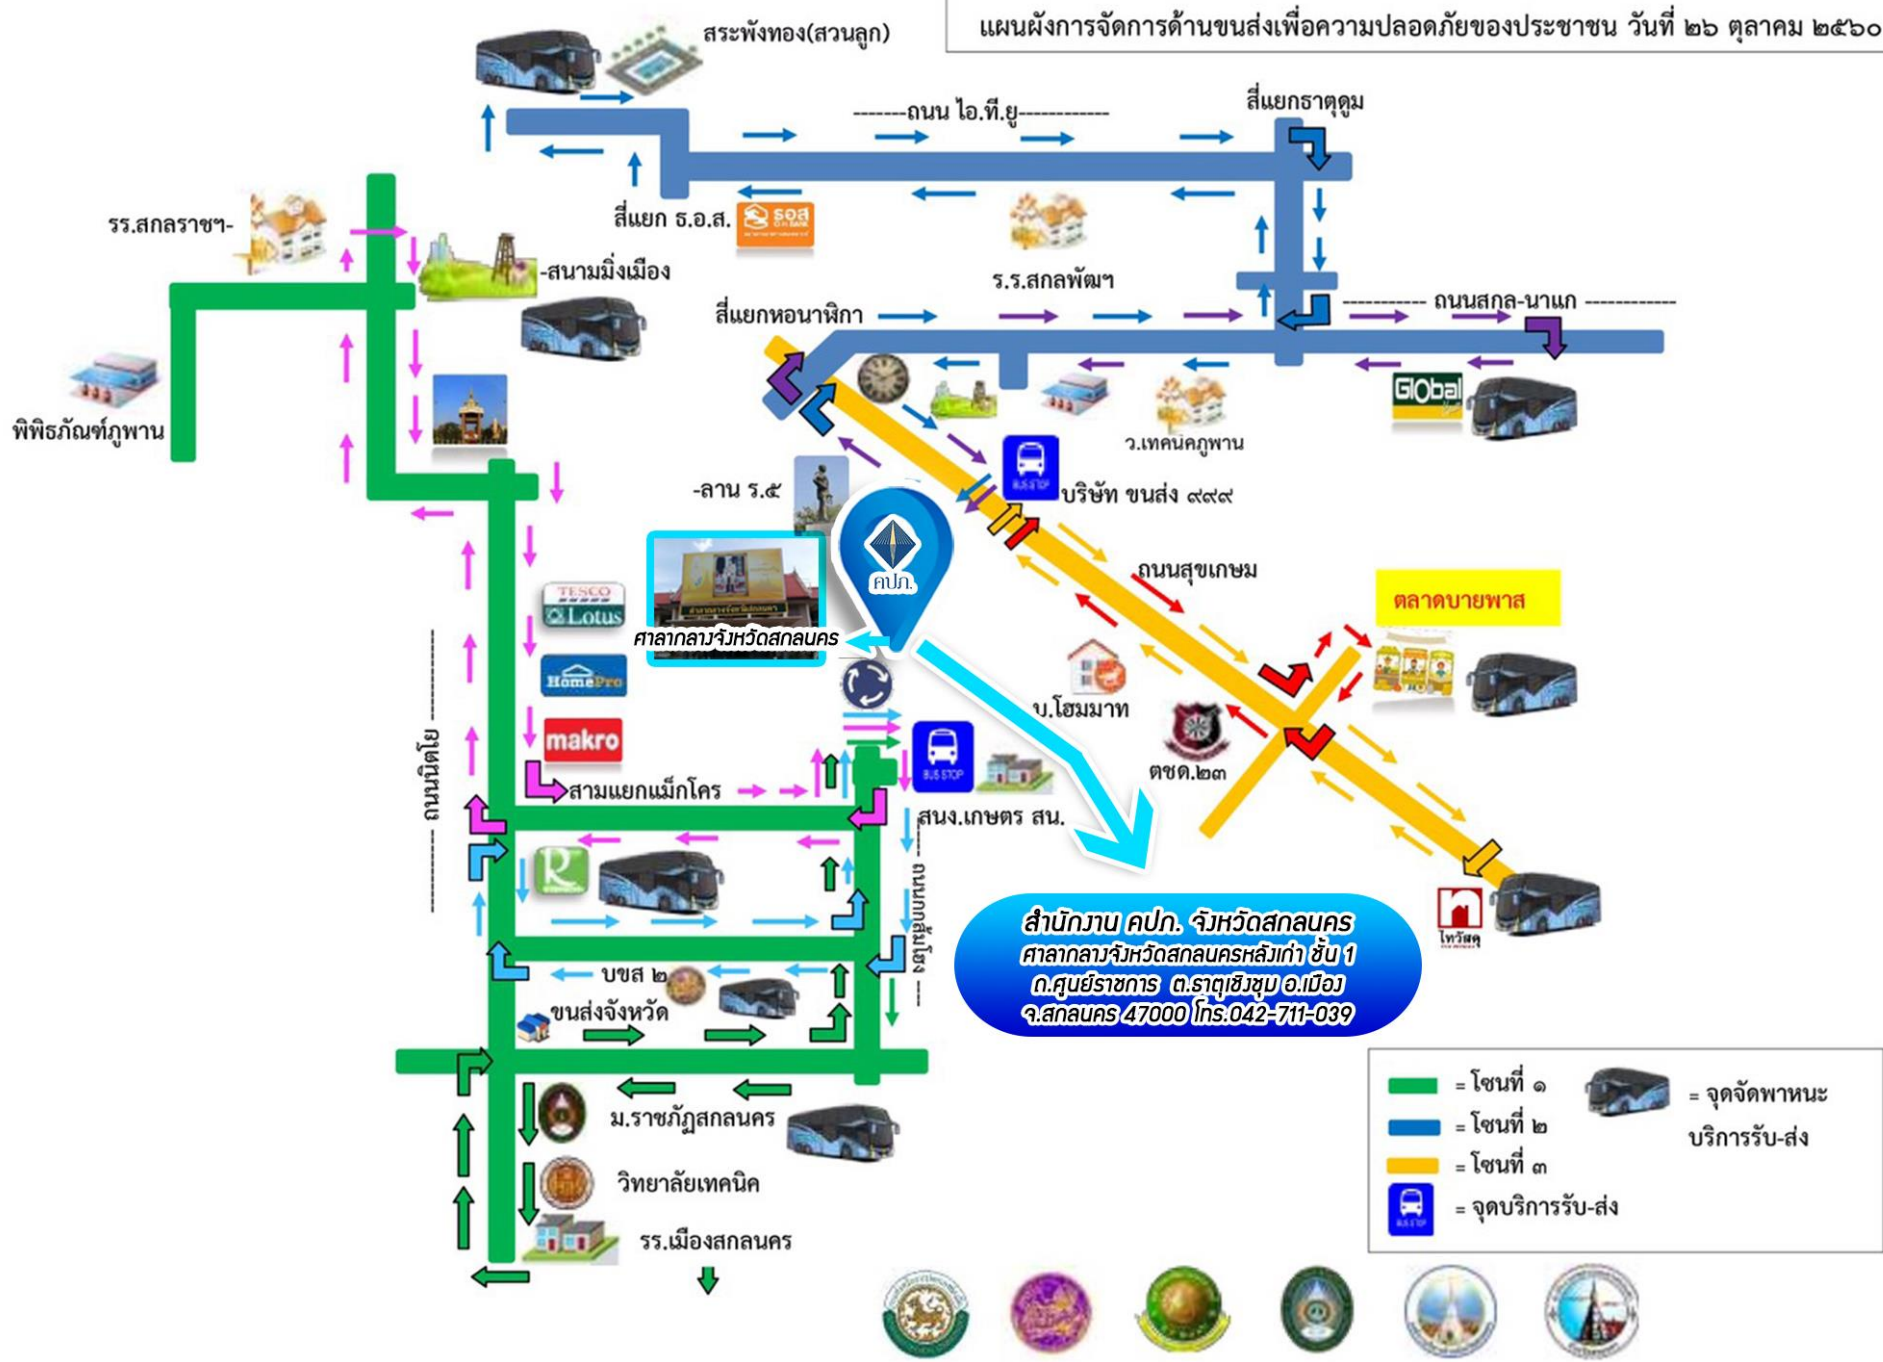 แผนผังการจัดการด้านขนส่งเพื่อความปลอดภัยของประชาชน วันที่ ๒๖ ตุลาคม ๒๕๖๐
สระพังทอง(สวนลูก)
-------ถนน ไอ.ที.ยู------------
สี่แยกธาตุดูม
รร.สกลราชฯ-
สี่แยก ธ.อ.ส.
ธอส
-สนามมิ่งเมือง
ร.ร.สกลพัฒฯ
สี่แยกหอนาฬิกา
----------- ถนนสกล-นาแก ------------
พิพิธภัณฑ์ภูพาน
Global
ว.เทคนิคภูพาน
-ลาน ร.๕
BUS STOP
บริษัท ขนส่ง ๙๙๙
คปภ.
ถนนสุขเกษม
TESCO
Lotus
ศาลากลางจังหวัดสกลนคร
ตลาดบายพาส
HomePro
บ.โฮมมาท
makro
ถนนนิตโย
BUS STOP
ตชด.๒๓
สามแยกแม็กโคร
สนง.เกษตร สน.
R
ถนนกกส้มโฮง
ไทวัสดุ
สำนักงาน คปภ. จังหวัดสกลนคร
ศาลากลางจังหวัดสกลนครหลังเก่า ชั้น 1
ถ.ศูนย์ราชการ ต.ธาตุเชิงชุม อ.เมือง
จ.สกลนคร 47000 โทร.042-711-039
บขส ๒
ขนส่งจังหวัด
ม.ราชภัฏสกลนคร
วิทยาลัยเทคนิค
รร.เมืองสกลนคร
= โซนที่ ๑
= โซนที่ ๒
= โซนที่ ๓
= จุดจัดพาหนะ
บริการรับ-ส่ง
BUS STOP
= จุดบริการรับ-ส่ง